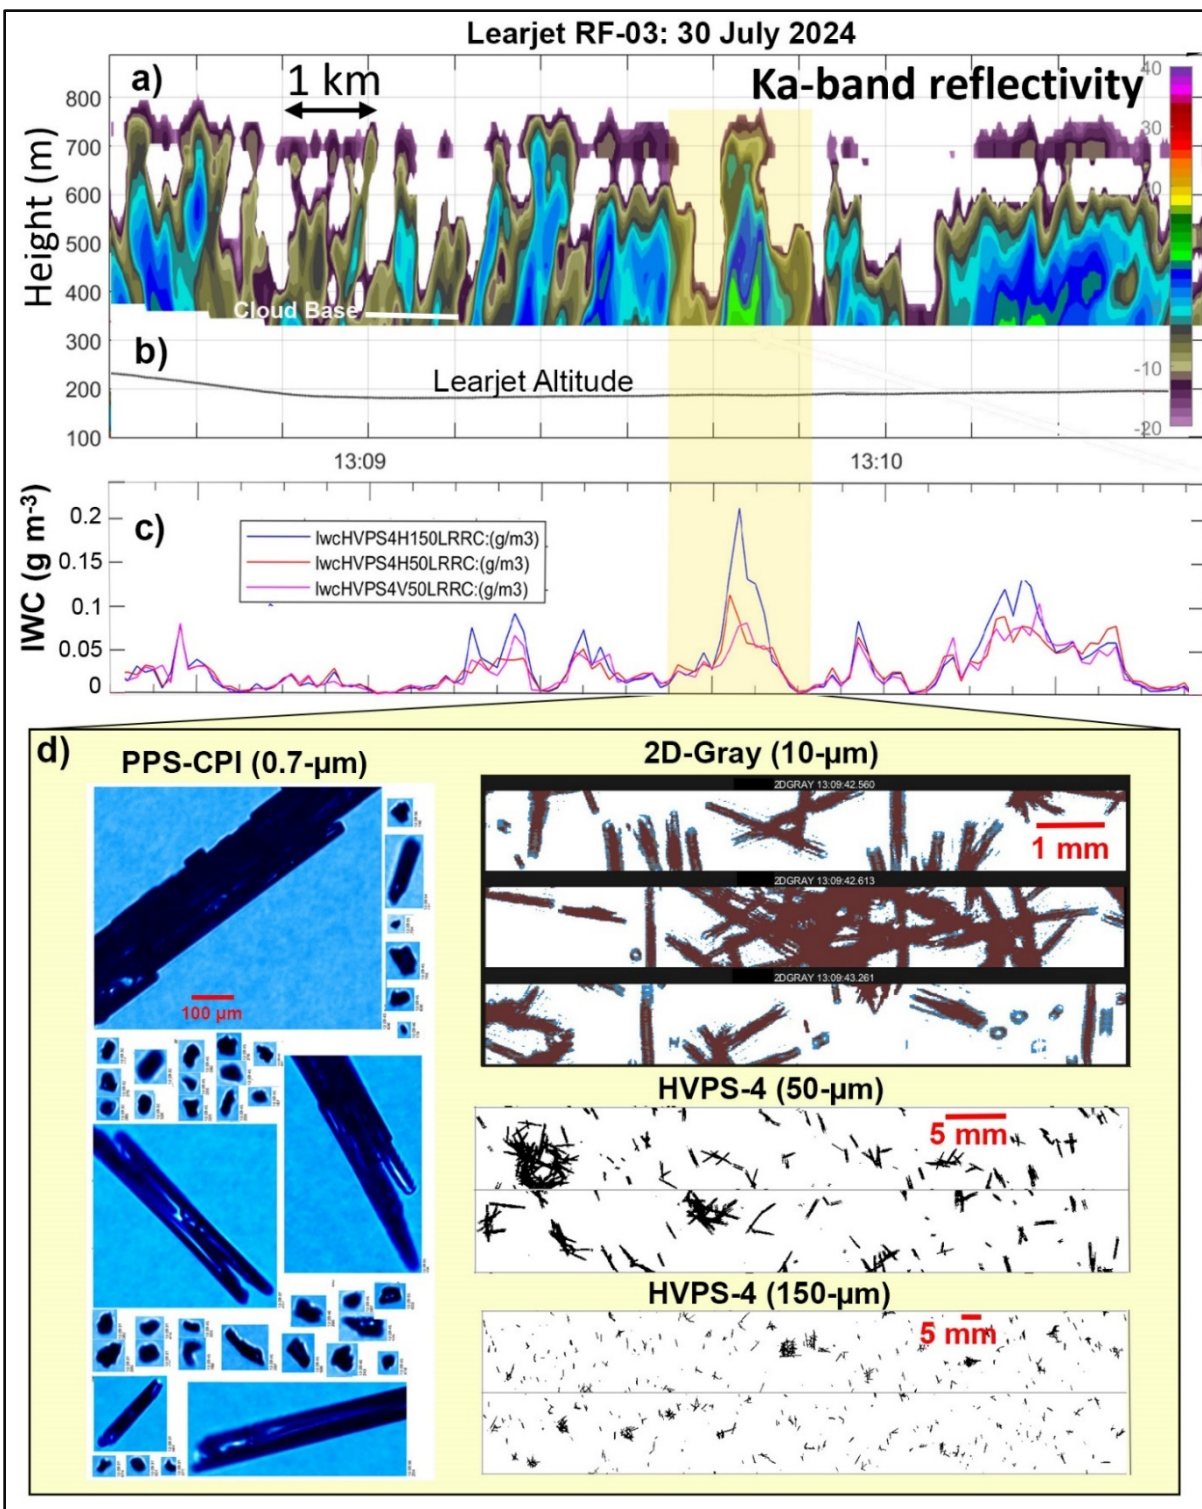 Learjet RF-03: 30 July 2024
a)
1 km
Ka-band reflectivity
Height (m)
800
700
600
500
400
300
200
100
40
30
-10
-20
Cloud Base
b)
Learjet Altitude
13:09
13:10
IWC (g m-3)
0.2
0.15
0.1
0.05
0
c)
IwcHVPS4H150LRRC:(g/m3)
IwcHVPS4H50LRRC:(g/m3)
IwcHVPS4V50LRRC:(g/m3)
d)
PPS-CPI (0.7-µm)
100 µm
2D-Gray (10-µm)
2DGRAY 13:09:42.560
1 mm
2DGRAY 13:09:42.613
2DGRAY 13:09:43.261
HVPS-4 (50-µm)
5 mm
HVPS-4 (150-µm)
5 mm